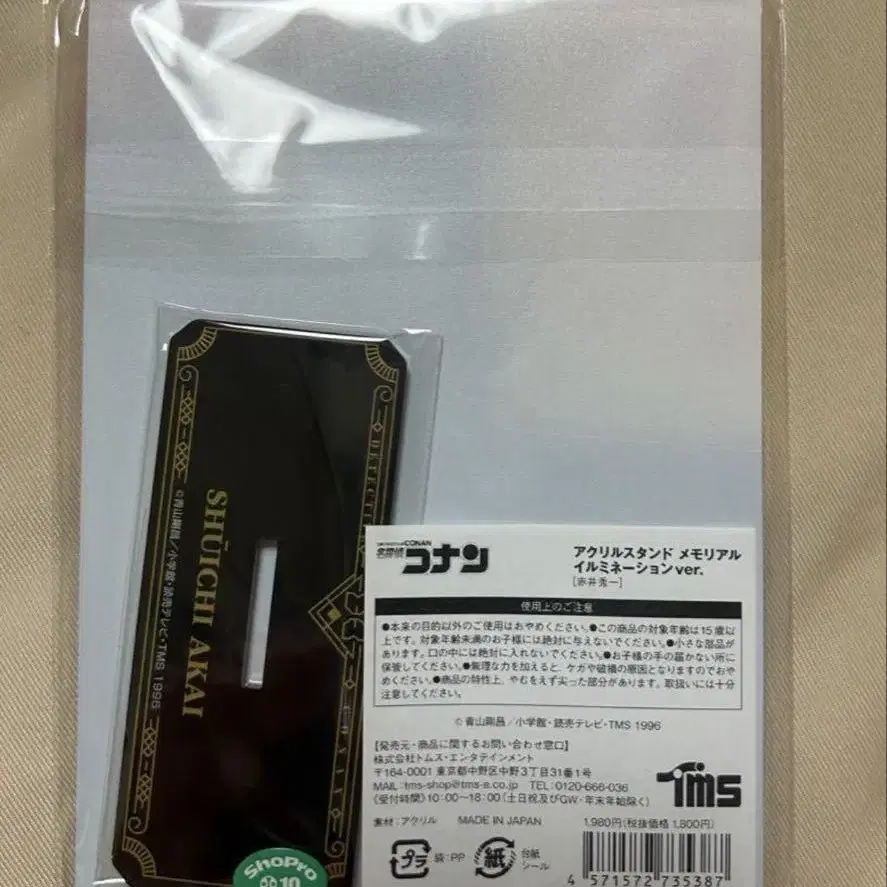 SHŪICHI AKAI
©青山剛昌/小学館・読売テレビ・TMS 1996
ShoPro
10
名探偵コナン
CONAN
アクリルスタンド メモリアル
イルミネーションver.
[赤井秀一]
使用上のご注意
●本来の目的以外のご使用はおやめください。●この商品の対象年齢は15歳以
上です。対象年齢未満のお子様には絶対に与えないでください。●小さな部品が
あります。口の中には絶対に入れないでください。●お子様の手の届かない所に
保管してください。●無理な力を加えると、ケガや破損の原因となりますのでおや
めください。●商品の特性上、やむをえず尖った部分があります。取扱いには十分
注意してください。
©青山剛昌/小学館・読売テレビ・TMS 1996
【発売元・商品に関するお問い合わせ窓口】
株式会社トムス・エンタテインメント
〒164-0001 東京都中野区中野3丁目31番1号
MAIL:tms-shop@tms-e.co.jp TEL:0120-666-036
(受付時間)10:00〜18:00(土日祝及びGW・年末年始除く)
tms
素材:アクリル MADE IN JAPAN 1,980円(税抜価格 1,800円)
プラ 袋:PP 紙 台紙 シール
4 571572 735387